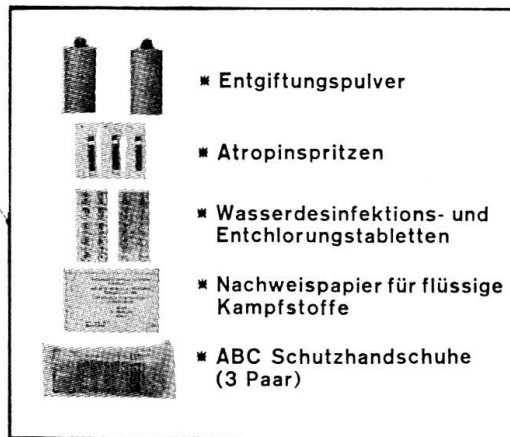 * Entgiftungspulver
* Atropinspritzen
* Wasserdesinfektions- und
Entchlorungstabletten
* Nachweispapier für flüssige
Kampfstoffe
* ABC Schutzhandschuhe
(3 Paar)